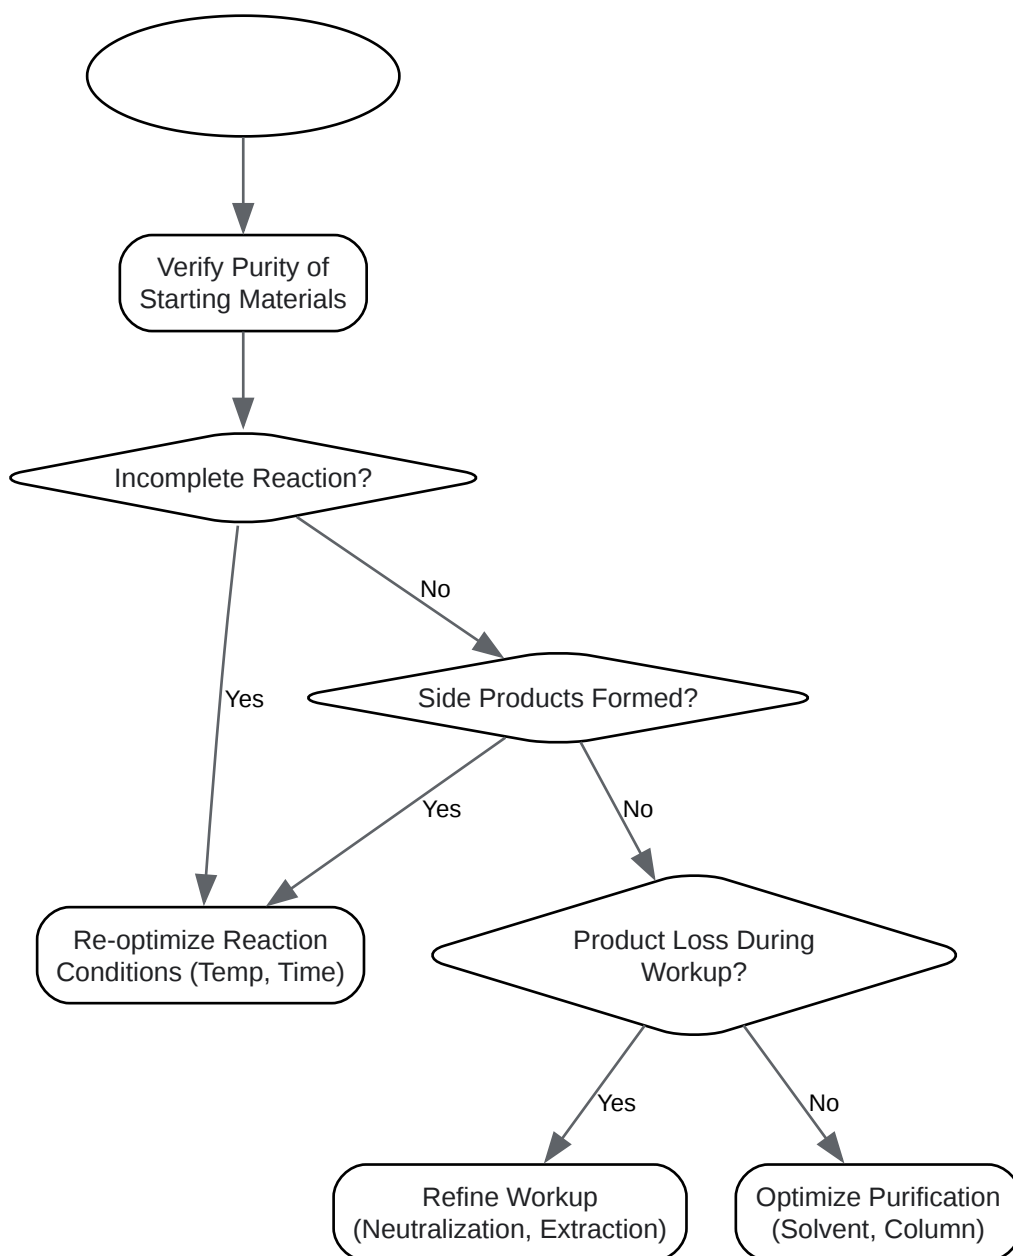 Verify Purity of
Starting Materials
Incomplete Reaction?
No
Yes
Side Products Formed?
Yes
No
Re-optimize Reaction
Conditions (Temp, Time)
Product Loss During
Workup?
Yes
No
Refine Workup
(Neutralization, Extraction)
Optimize Purification
(Solvent, Column)